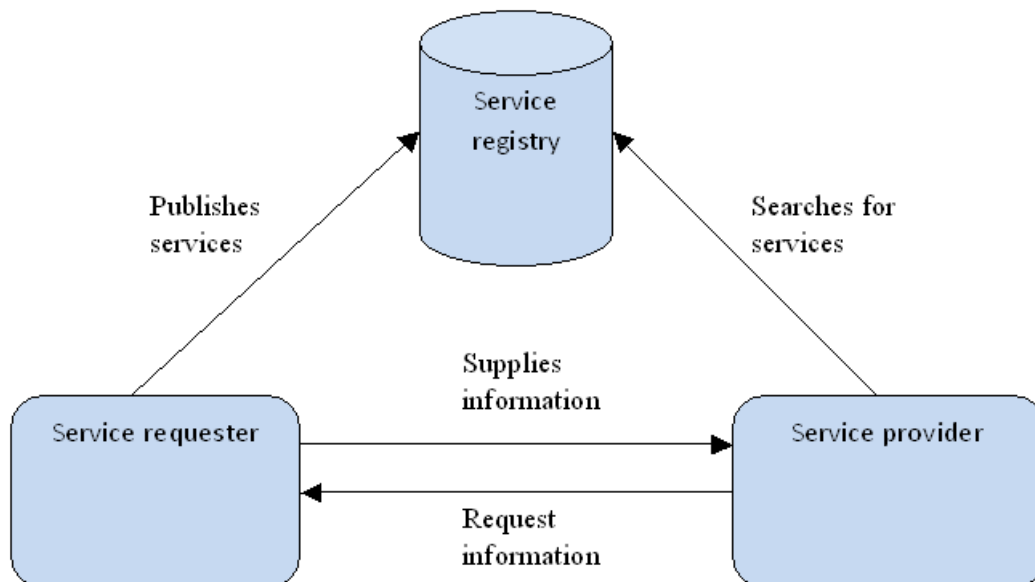 Service
registry
Publishes
services
Searches for
services
Supplies
information
Service requester
Service provider
Request
information